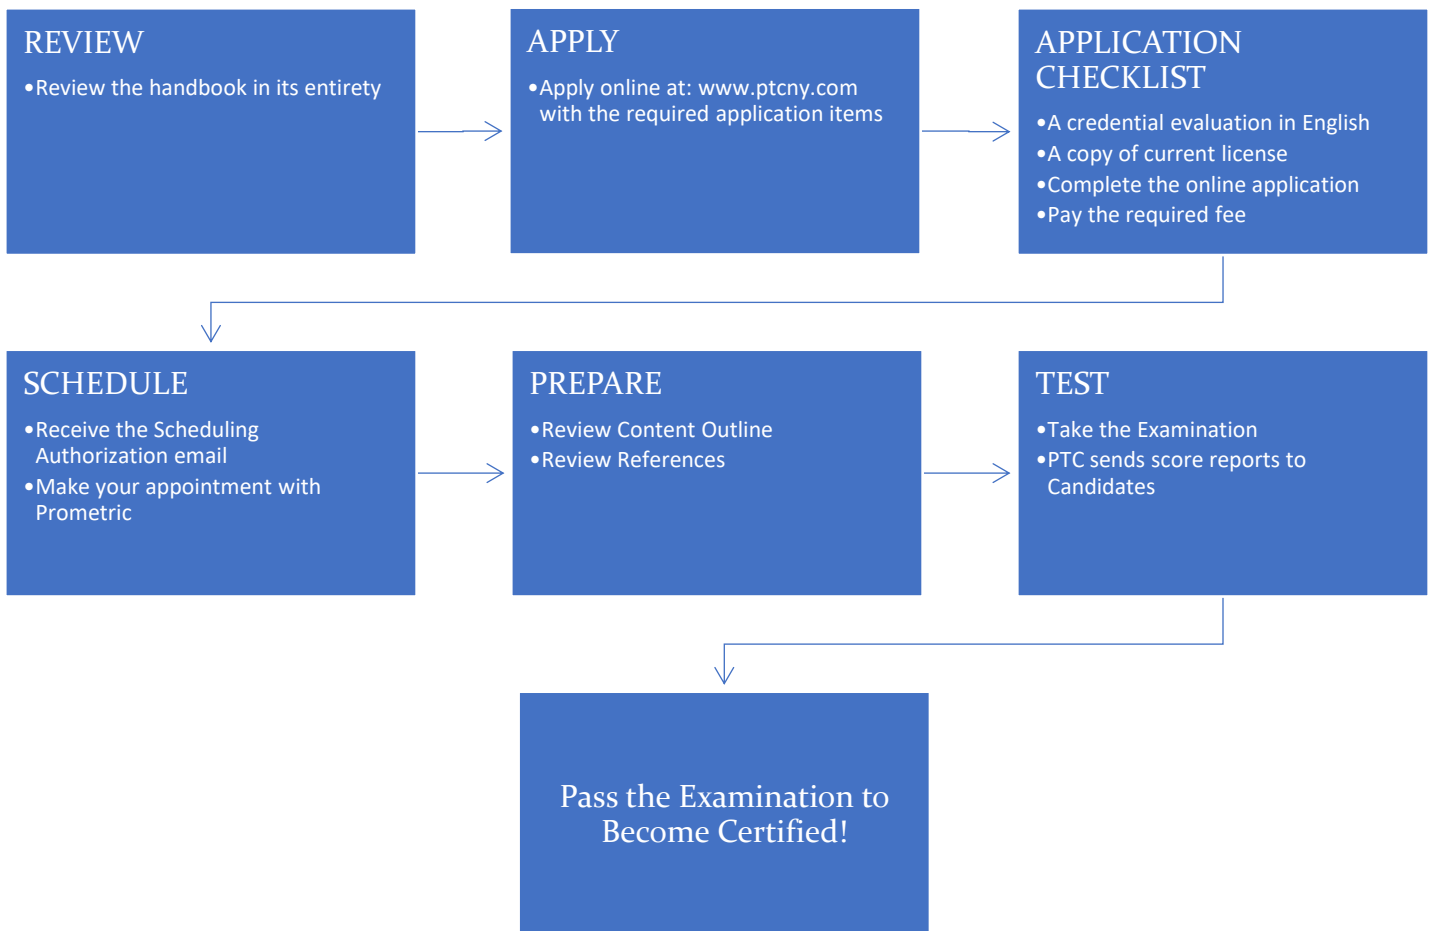 REVIEW
•Review the handbook in its entirety
APPLY
•Apply online at: www.ptcny.com
with the required application items
APPLICATION
CHECKLIST
•A credential evaluation in English
•A copy of current license
•Complete the online application
•Pay the required fee
SCHEDULE
•Receive the Scheduling
Authorization email
•Make your appointment with
Prometric
PREPARE
•Review Content Outline
•Review References
TEST
•Take the Examination
•PTC sends score reports to
Candidates
Pass the Examination to
Become Certified!